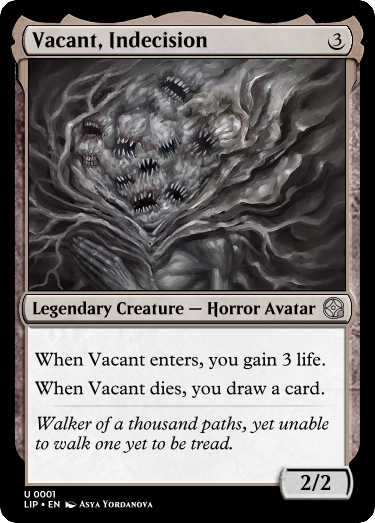 Vacant, Indecision
3
Legendary Creature — Horror Avatar
When Vacant enters, you gain 3 life.
When Vacant dies, you draw a card.
Walker of a thousand paths, yet unable
to walk one yet to be tread.
2/2
U 0001
LIP • EN Asya Yordanova